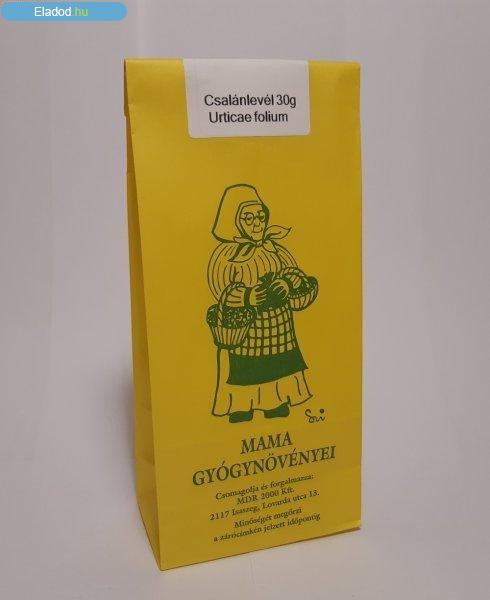 Eladod.hu
Csalánlevél 30g
Urticae folium
MAMA
GYÓGYNÖVÉNYEI
Csomagolja és forgalmazza:
MDR 2000 Kft.
2117 Isaszeg, Lovarda utca 13.
Minőségét megőrzi
a zárócímkén jelzett időpontig